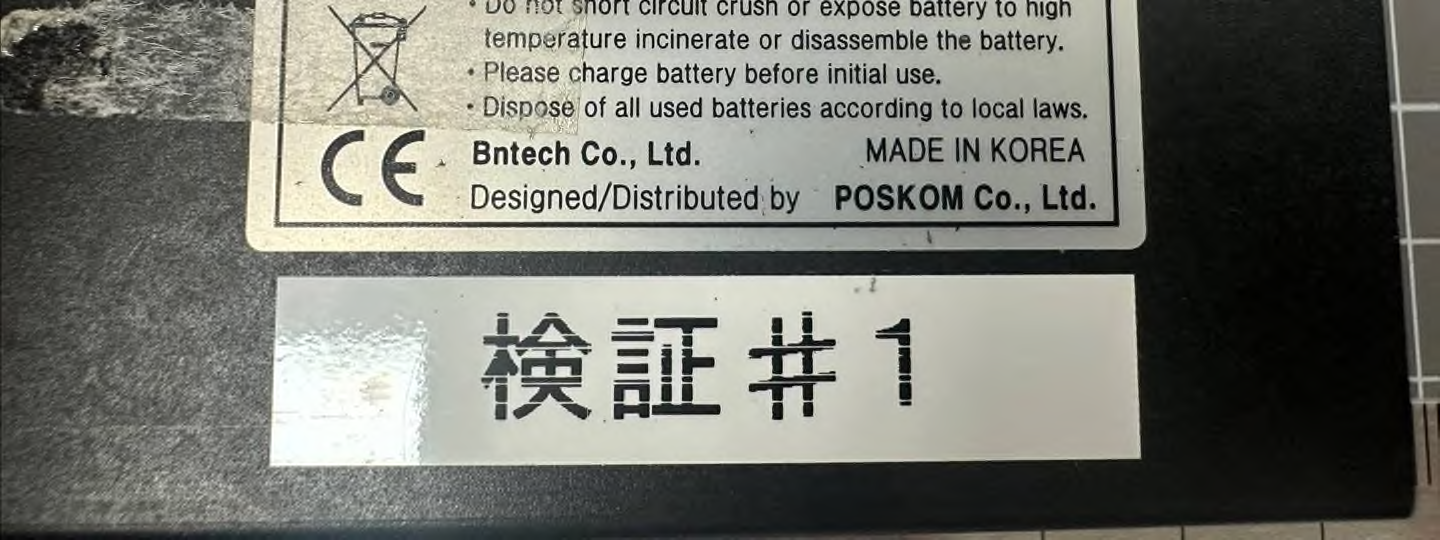 • Do not short circuit crush or expose battery to high
temperature incinerate or disassemble the battery.
• Please charge battery before initial use.
• Dispose of all used batteries according to local laws.
CE Bntech Co., Ltd. MADE IN KOREA
Designed/Distributed by POSKOM Co., Ltd.
検証#1